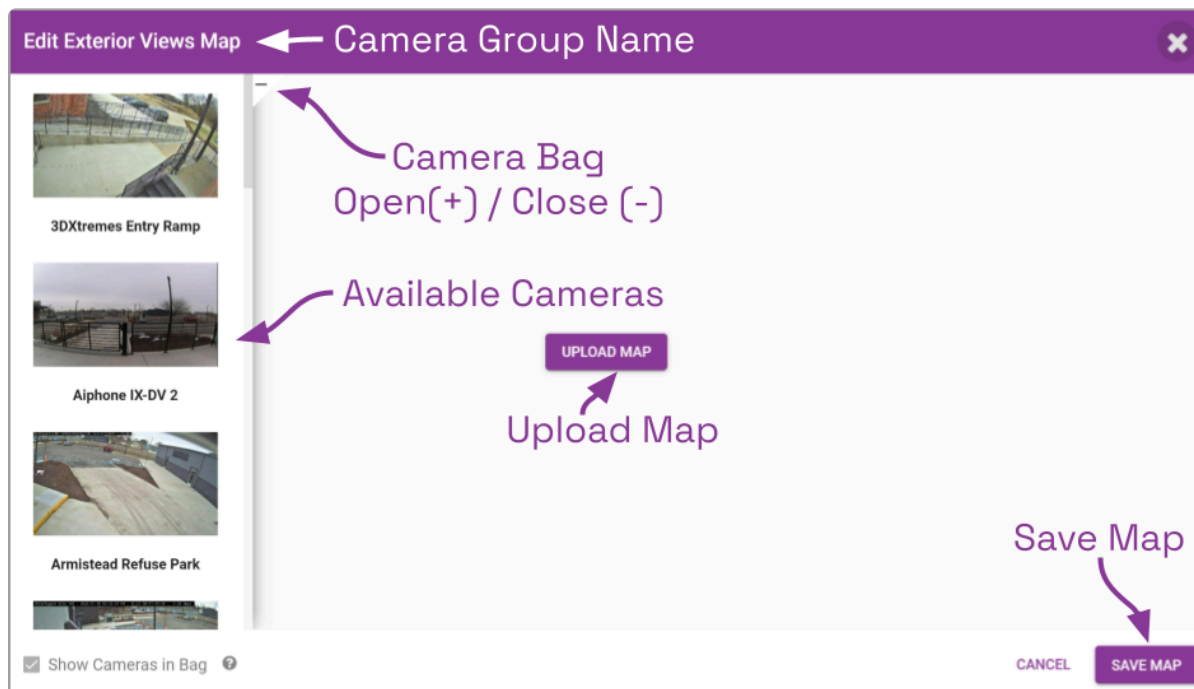 Edit Exterior Views Map
Camera Group Name
Camera Bag
Open(+) / Close (-)
3DXtremes Entry Ramp
Available Cameras
UPLOAD MAP
Aiphone IX-DV 2
Upload Map
Save Map
Armistead Refuse Park
Show Cameras in Bag
CANCEL
SAVE MAP